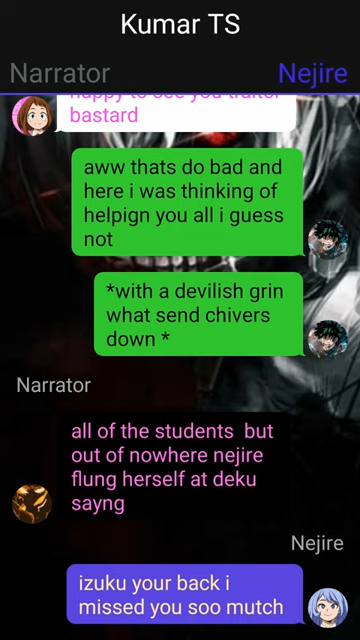 Kumar TS
Narrator
Nejire
happy to see you traitor
bastard
aww thats do bad and
here i was thinking of
helpign you all i guess
not
*with a devilish grin
what send chivers
down *
Narrator
all of the students but
out of nowhere nejire
flung herself at deku
sayng
Nejire
izuku your back i
missed you soo mutch